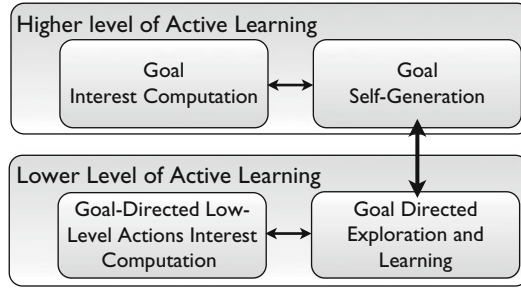 Higher level of Active Learning
Goal
Interest Computation
Goal
Self-Generation
Lower Level of Active Learning
Goal-Directed Low-
Level Actions Interest
Computation
Goal Directed
Exploration and
Learning